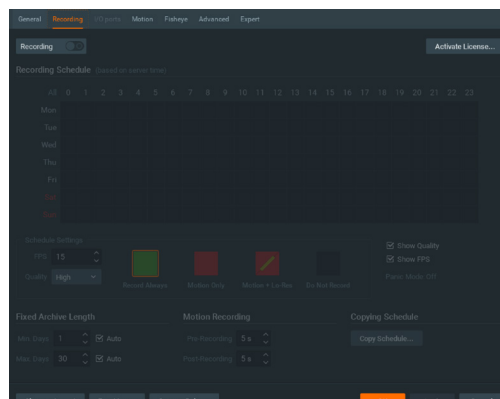 General Recording I/O ports Motion Fisheye Advanced Expert
Recording
Activate License...
Recording Schedule (based on server time)
All 0 1 2 3 4 5 6 7 8 9 10 11 12 13 14 15 16 17 18 19 20 21 22 23
Mon
Tue
Wed
Thu
Fri
Sat
Sun
Schedule Settings
FPS 15
Quality High
Record Always Motion Only Motion + Lo-Res Do Not Record
Show Quality
Show FPS
Panic Mode: Off
Fixed Archive Length Motion Recording Copying Schedule
Min. Days 1 Auto Pre-Recording 5 s Copy Schedule...
Max. Days 30 Auto Post-Recording 5 s